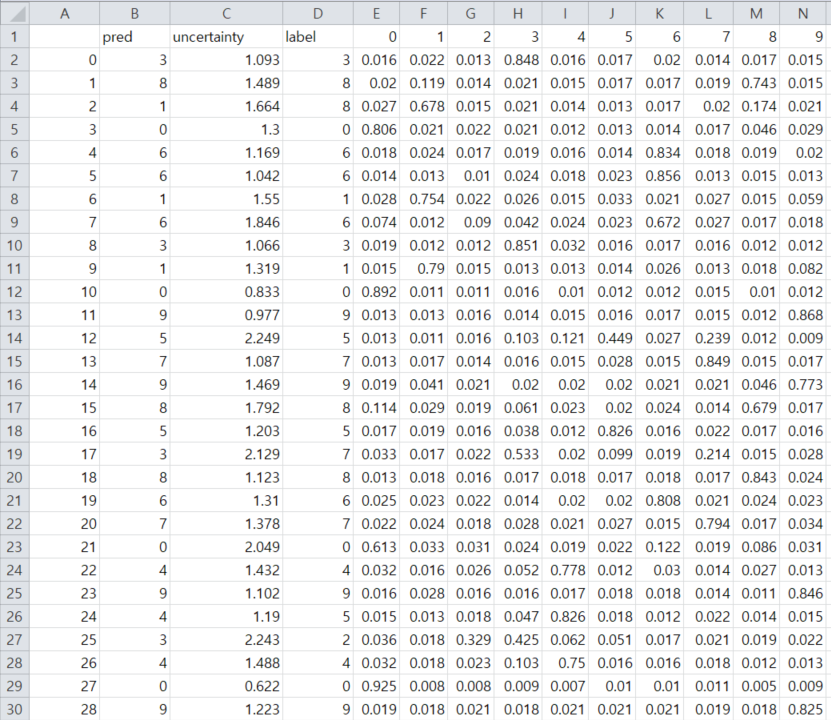 A B C D E F G H I J K L M N
1 pred uncertainty label 0 1 2 3 4 5 6 7 8 9
2 0 3 1.093 3 0.016 0.022 0.013 0.848 0.016 0.017 0.02 0.014 0.017 0.015
3 1 8 1.489 8 0.02 0.119 0.014 0.021 0.015 0.017 0.017 0.019 0.743 0.015
4 2 1 1.664 8 0.027 0.678 0.015 0.021 0.014 0.013 0.017 0.02 0.174 0.021
5 3 0 1.3 0 0.806 0.021 0.022 0.021 0.012 0.013 0.014 0.017 0.046 0.029
6 4 6 1.169 6 0.018 0.024 0.017 0.019 0.016 0.014 0.834 0.018 0.019 0.02
7 5 6 1.042 6 0.014 0.013 0.01 0.024 0.018 0.023 0.856 0.013 0.015 0.013
8 6 1 1.55 1 0.028 0.754 0.022 0.026 0.015 0.033 0.021 0.027 0.015 0.059
9 7 6 1.846 6 0.074 0.012 0.09 0.042 0.024 0.023 0.672 0.027 0.017 0.018
10 8 3 1.066 3 0.019 0.012 0.012 0.851 0.032 0.016 0.017 0.016 0.012 0.012
11 9 1 1.319 1 0.015 0.79 0.015 0.013 0.013 0.014 0.026 0.013 0.018 0.082
12 10 0 0.833 0 0.892 0.011 0.011 0.016 0.01 0.012 0.012 0.015 0.01 0.012
13 11 9 0.977 9 0.013 0.013 0.016 0.014 0.015 0.016 0.017 0.015 0.012 0.868
14 12 5 2.249 5 0.013 0.011 0.016 0.103 0.121 0.449 0.027 0.239 0.012 0.009
15 13 7 1.087 7 0.013 0.017 0.014 0.016 0.015 0.028 0.015 0.849 0.015 0.017
16 14 9 1.469 9 0.019 0.041 0.021 0.02 0.02 0.02 0.021 0.021 0.046 0.773
17 15 8 1.792 8 0.114 0.029 0.019 0.061 0.023 0.02 0.024 0.014 0.679 0.017
18 16 5 1.203 5 0.017 0.019 0.016 0.038 0.012 0.826 0.016 0.022 0.017 0.016
19 17 3 2.129 7 0.033 0.017 0.022 0.533 0.02 0.099 0.019 0.214 0.015 0.028
20 18 8 1.123 8 0.013 0.018 0.016 0.017 0.018 0.017 0.018 0.017 0.843 0.024
21 19 6 1.31 6 0.025 0.023 0.022 0.014 0.02 0.02 0.808 0.021 0.024 0.023
22 20 7 1.378 7 0.022 0.024 0.018 0.028 0.021 0.027 0.015 0.794 0.017 0.034
23 21 0 2.049 0 0.613 0.033 0.031 0.024 0.019 0.022 0.122 0.019 0.086 0.031
24 22 4 1.432 4 0.032 0.016 0.026 0.052 0.778 0.012 0.03 0.014 0.027 0.013
25 23 9 1.102 9 0.016 0.028 0.016 0.016 0.017 0.018 0.018 0.014 0.011 0.846
26 24 4 1.19 5 0.015 0.013 0.018 0.047 0.826 0.018 0.012 0.022 0.014 0.015
27 25 3 2.243 2 0.036 0.018 0.329 0.425 0.062 0.051 0.017 0.021 0.019 0.022
28 26 4 1.488 4 0.032 0.018 0.023 0.103 0.75 0.016 0.016 0.018 0.012 0.013
29 27 0 0.622 0 0.925 0.008 0.008 0.009 0.007 0.01 0.01 0.011 0.005 0.009
30 28 9 1.223 9 0.019 0.018 0.021 0.018 0.021 0.021 0.021 0.019 0.018 0.825